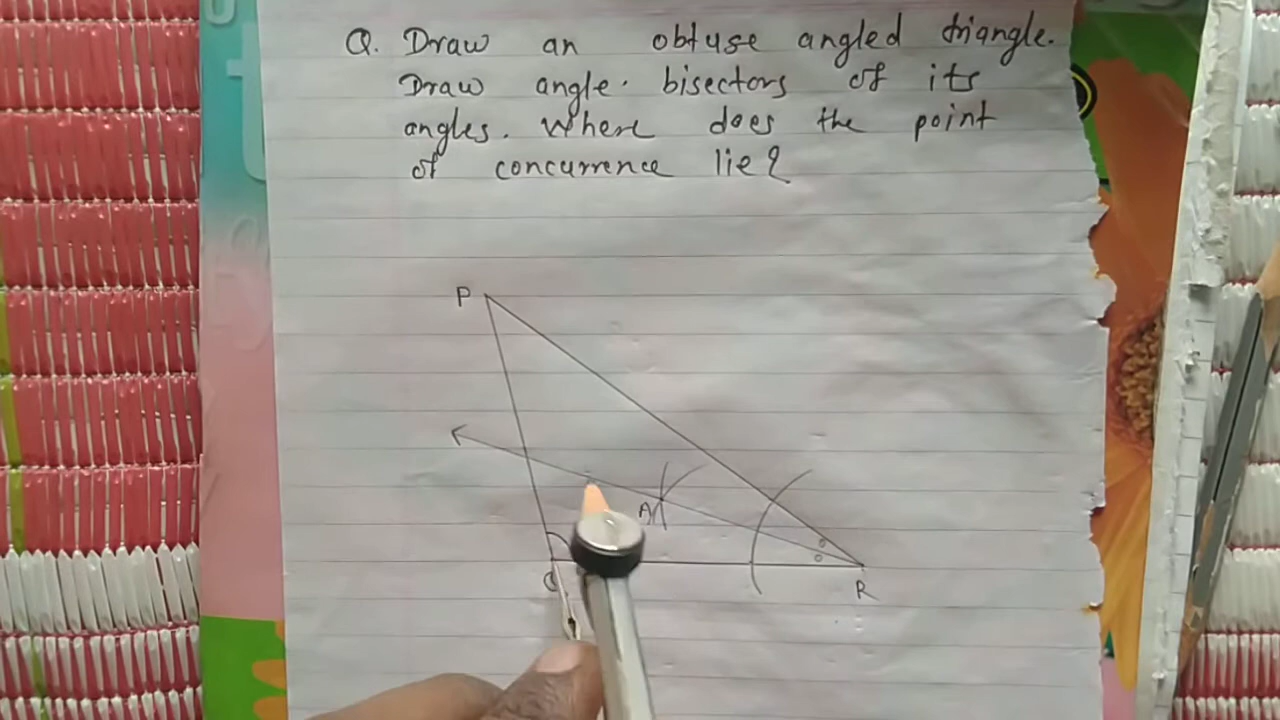 Q. Draw an obtuse angled triangle.
Draw angle bisectors of its
angles. Where does the point
of concurrence lie?
P
A
Q
R